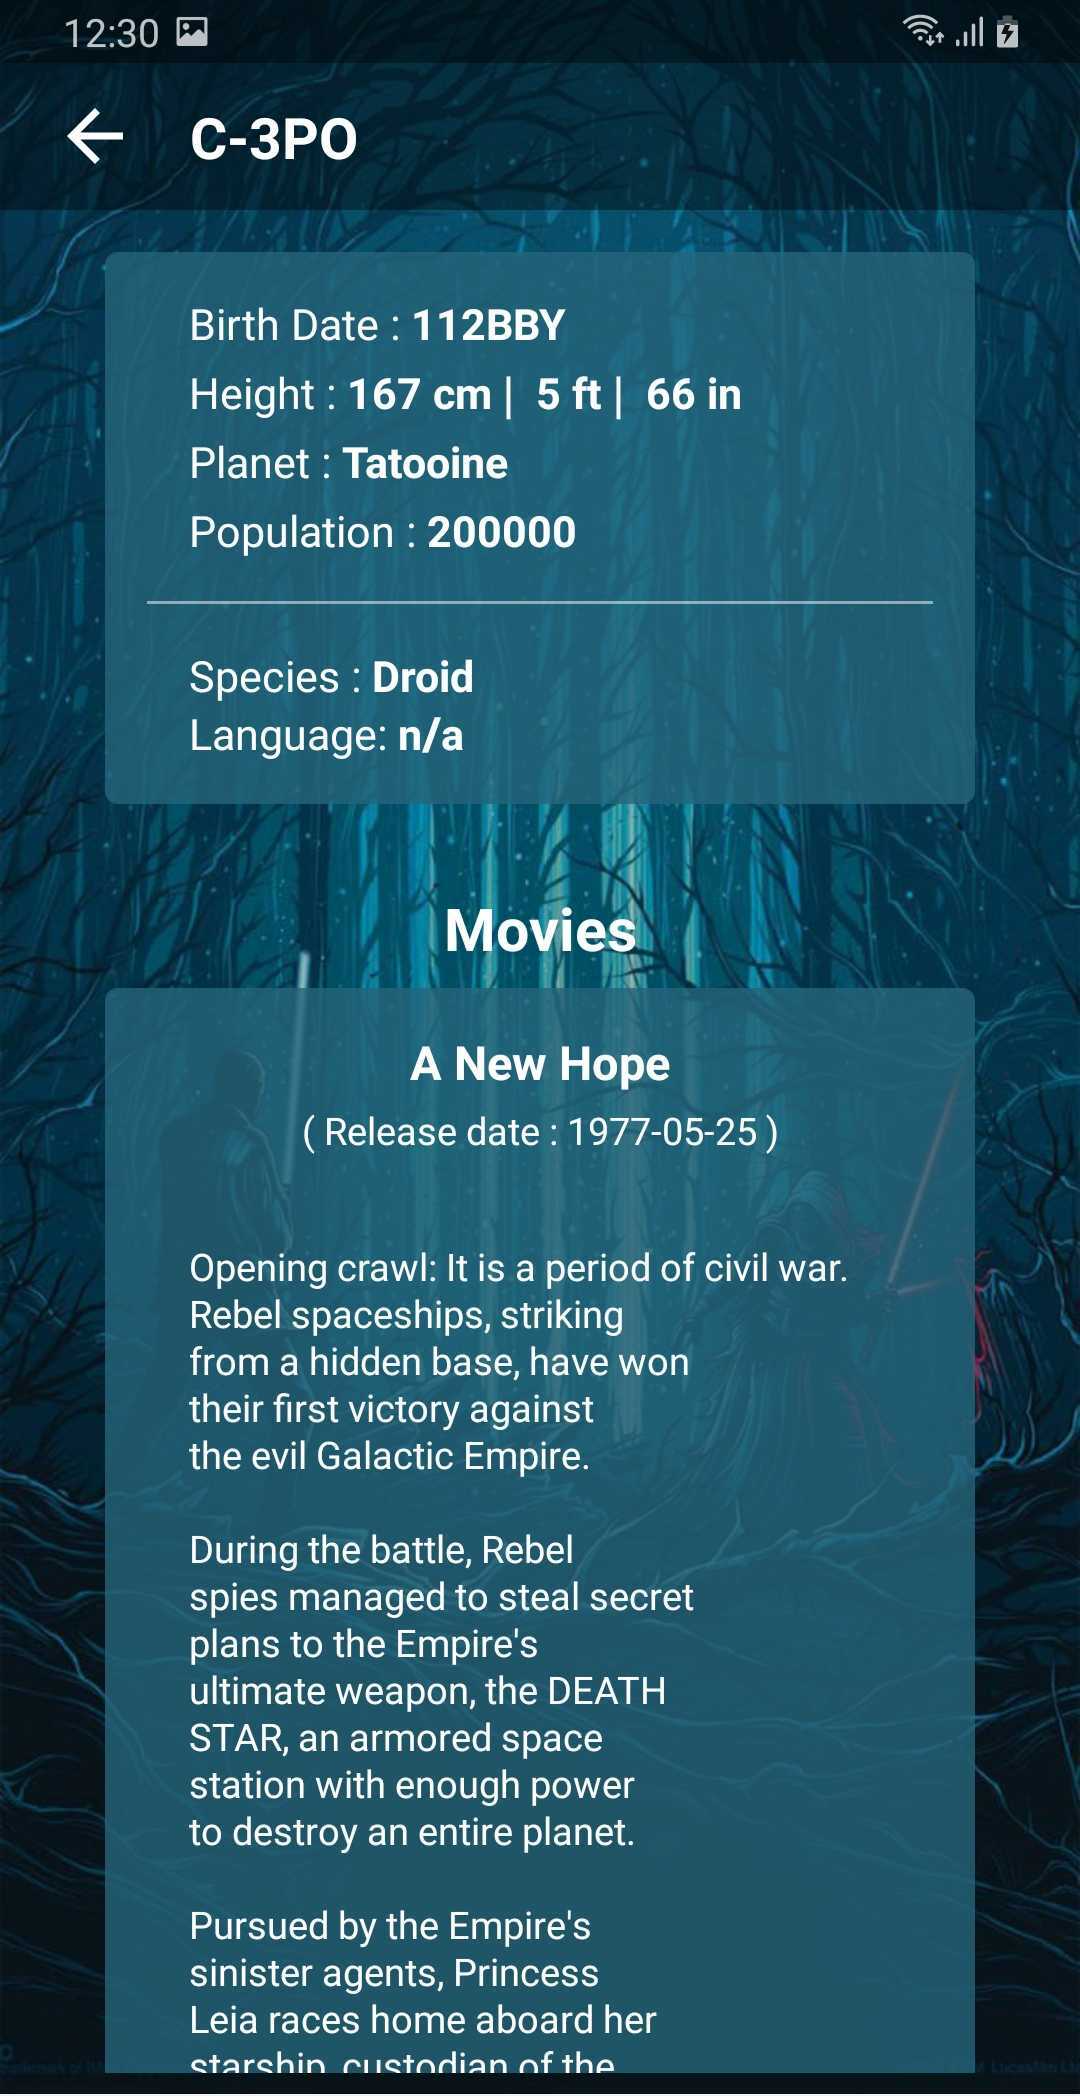 12:30
C-3PO
Birth Date : 112BBY
Height : 167 cm | 5 ft | 66 in
Planet : Tatooine
Population : 200000
Species : Droid
Language: n/a
Movies
A New Hope
( Release date : 1977-05-25 )
Opening crawl: It is a period of civil war.
Rebel spaceships, striking
from a hidden base, have won
their first victory against
the evil Galactic Empire.
During the battle, Rebel
spies managed to steal secret
plans to the Empire's
ultimate weapon, the DEATH
STAR, an armored space
station with enough power
to destroy an entire planet.
Pursued by the Empire's
sinister agents, Princess
Leia races home aboard her
starship, custodian of the